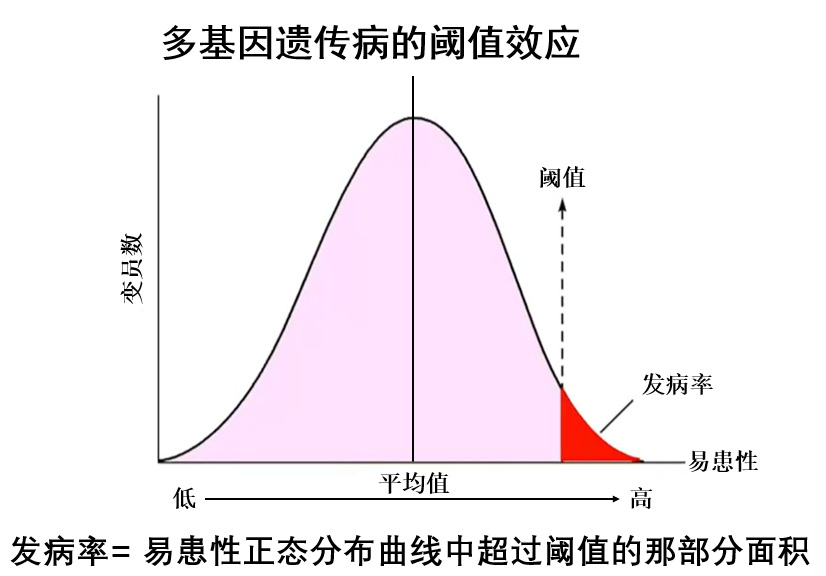 多基因遗传病的阈值效应
阈值
变员数
发病率
易患性
平均值
低
高
发病率= 易患性正态分布曲线中超过阈值的那部分面积